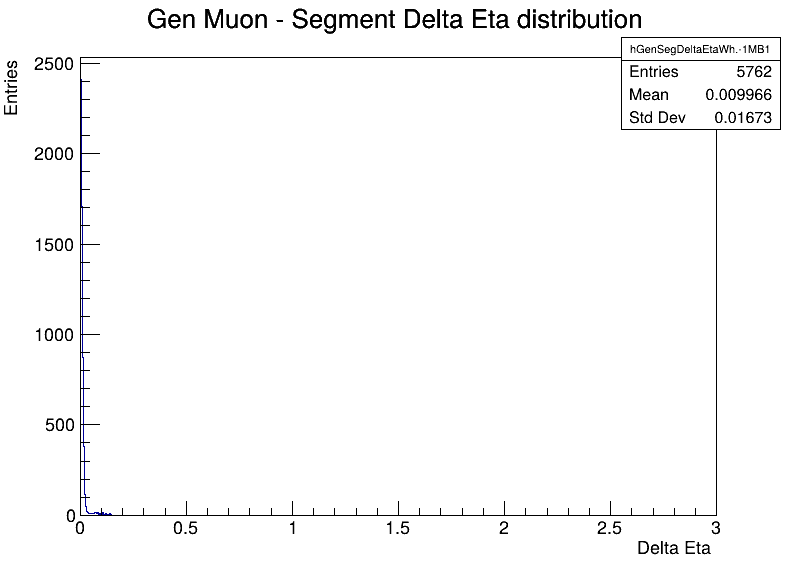 Gen Muon - Segment Delta Eta distribution
hGenSegDeltaEtaWh.-1MB1
Entries 5762
Mean 0.009966
Std Dev 0.01673
Entries
2500
2000
1500
1000
500
0
0 0.5 1 1.5 2 2.5 3
Delta Eta